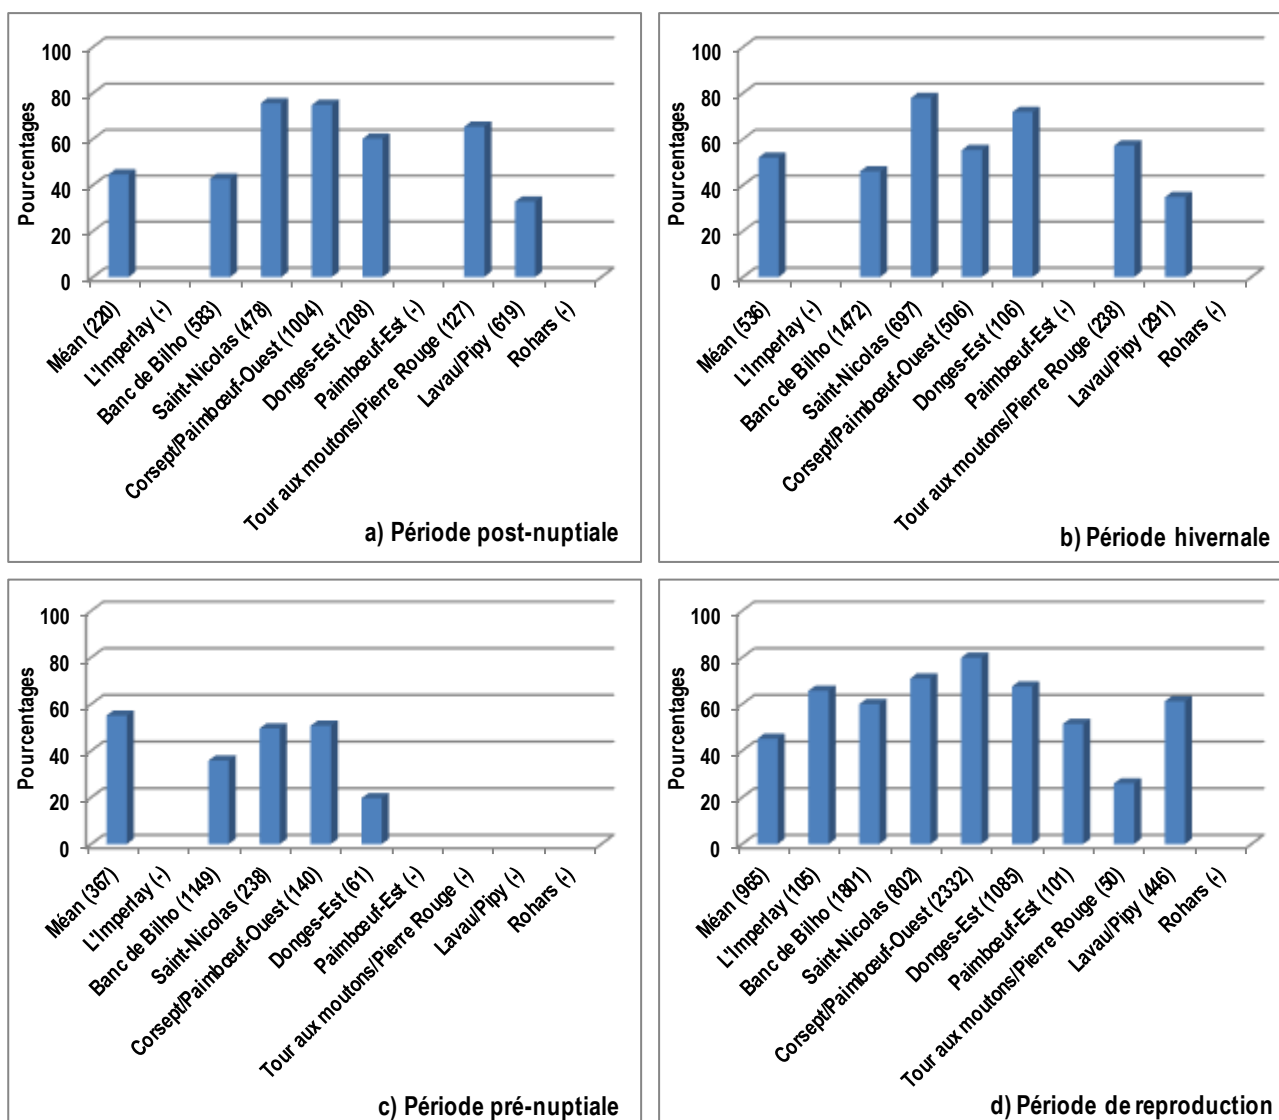 Pourcentages
100
80
60
40
20
0
Méan (220)
L'Imperlay (-)
Banc de Bilho (583)
Saint-Nicolas (478)
Corsept/Paimbœuf-Ouest (1004)
Donges-Est (208)
Paimbœuf-Est (-)
Tour aux moutons/Pierre Rouge (127)
Lavau/Pipy (619)
Rohars (-)
a) Période post-nuptiale
Pourcentages
100
80
60
40
20
0
Méan (536)
L'Imperlay (-)
Banc de Bilho (1472)
Saint-Nicolas (697)
Corsept/Paimbœuf-Ouest (506)
Donges-Est (106)
Paimbœuf-Est (-)
Tour aux moutons/Pierre Rouge (238)
Lavau/Pipy (291)
Rohars (-)
b) Période hivernale
Pourcentages
100
80
60
40
20
0
Méan (367)
L'Imperlay (-)
Banc de Bilho (1149)
Saint-Nicolas (238)
Corsept/Paimbœuf-Ouest (140)
Donges-Est (61)
Paimbœuf-Est (-)
Tour aux moutons/Pierre Rouge (-)
Lavau/Pipy (-)
Rohars (-)
c) Période pré-nuptiale
Pourcentages
100
80
60
40
20
0
Méan (965)
L'Imperlay (105)
Banc de Bilho (1801)
Saint-Nicolas (802)
Corsept/Paimbœuf-Ouest (2332)
Donges-Est (1085)
Paimbœuf-Est (101)
Tour aux moutons/Pierre Rouge (50)
Lavau/Pipy (446)
Rohars (-)
d) Période de reproduction